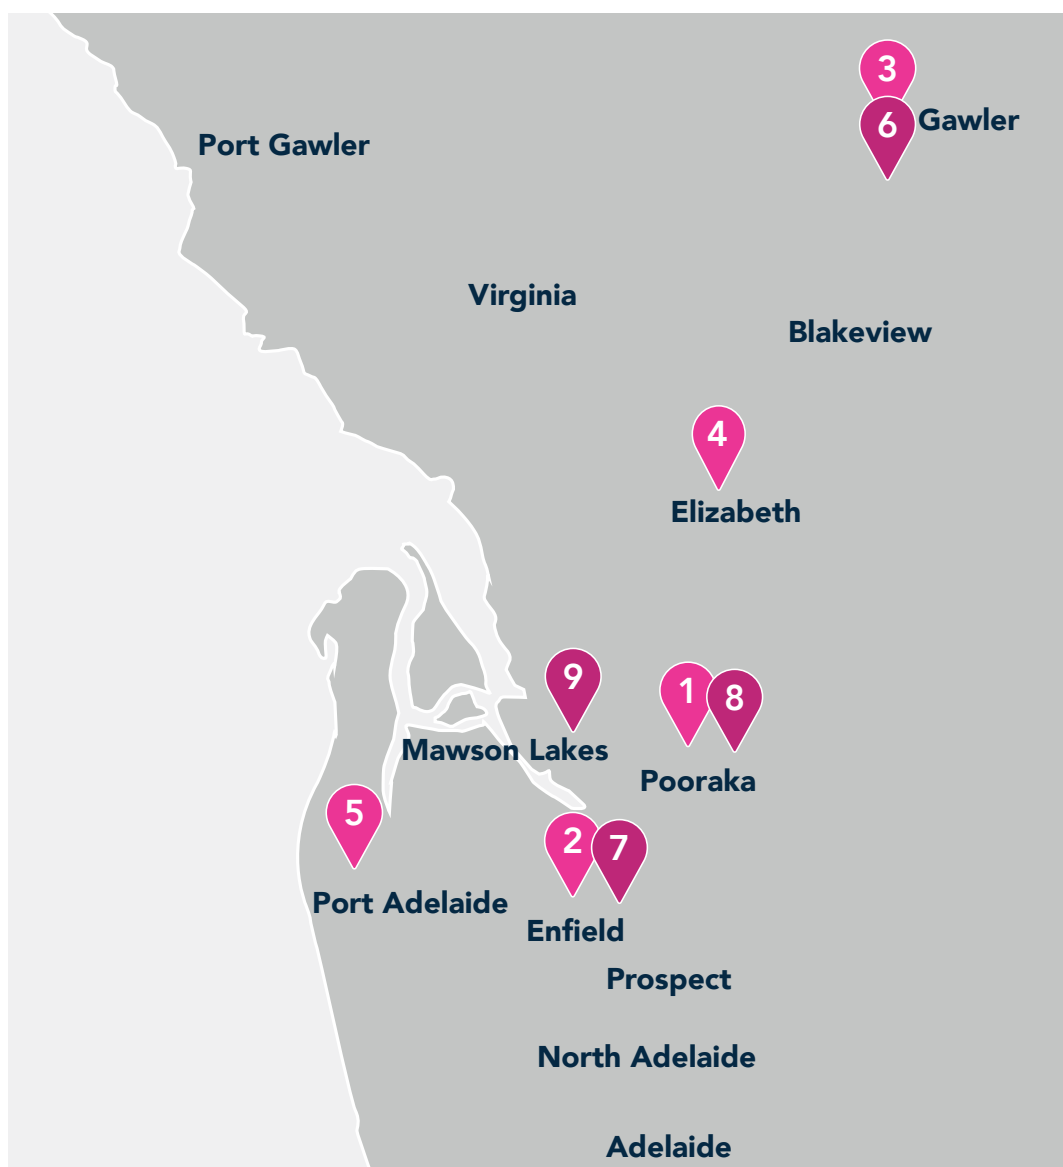 3
6
Gawler
Port Gawler
Virginia
Blakeview
4
Elizabeth
9
1
8
Mawson Lakes
Pooraka
5
2
7
Port Adelaide
Enfield
Prospect
North Adelaide
Adelaide